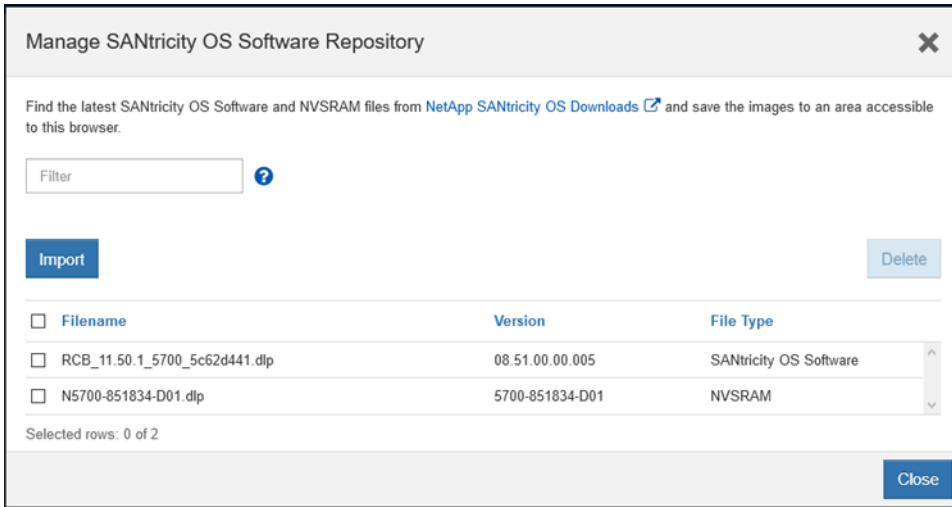 Manage SANtricity OS Software Repository
Find the latest SANtricity OS Software and NVSRAM files from NetApp SANtricity OS Downloads and save the images to an area accessible
to this browser.
Filter
Import
Delete
Filename Version File Type
RCB_11.50.1_5700_5c62d441.dlp 08.51.00.00.005 SANtricity OS Software
N5700-851834-D01.dlp 5700-851834-D01 NVSRAM
Selected rows: 0 of 2
Close